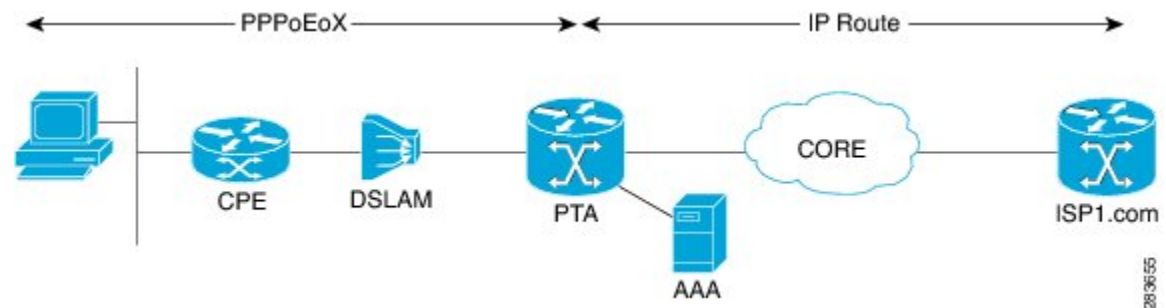 PPPoEoX
IP Route
CPE
DSLAM
PTA
CORE
ISP1.com
AAA
283655